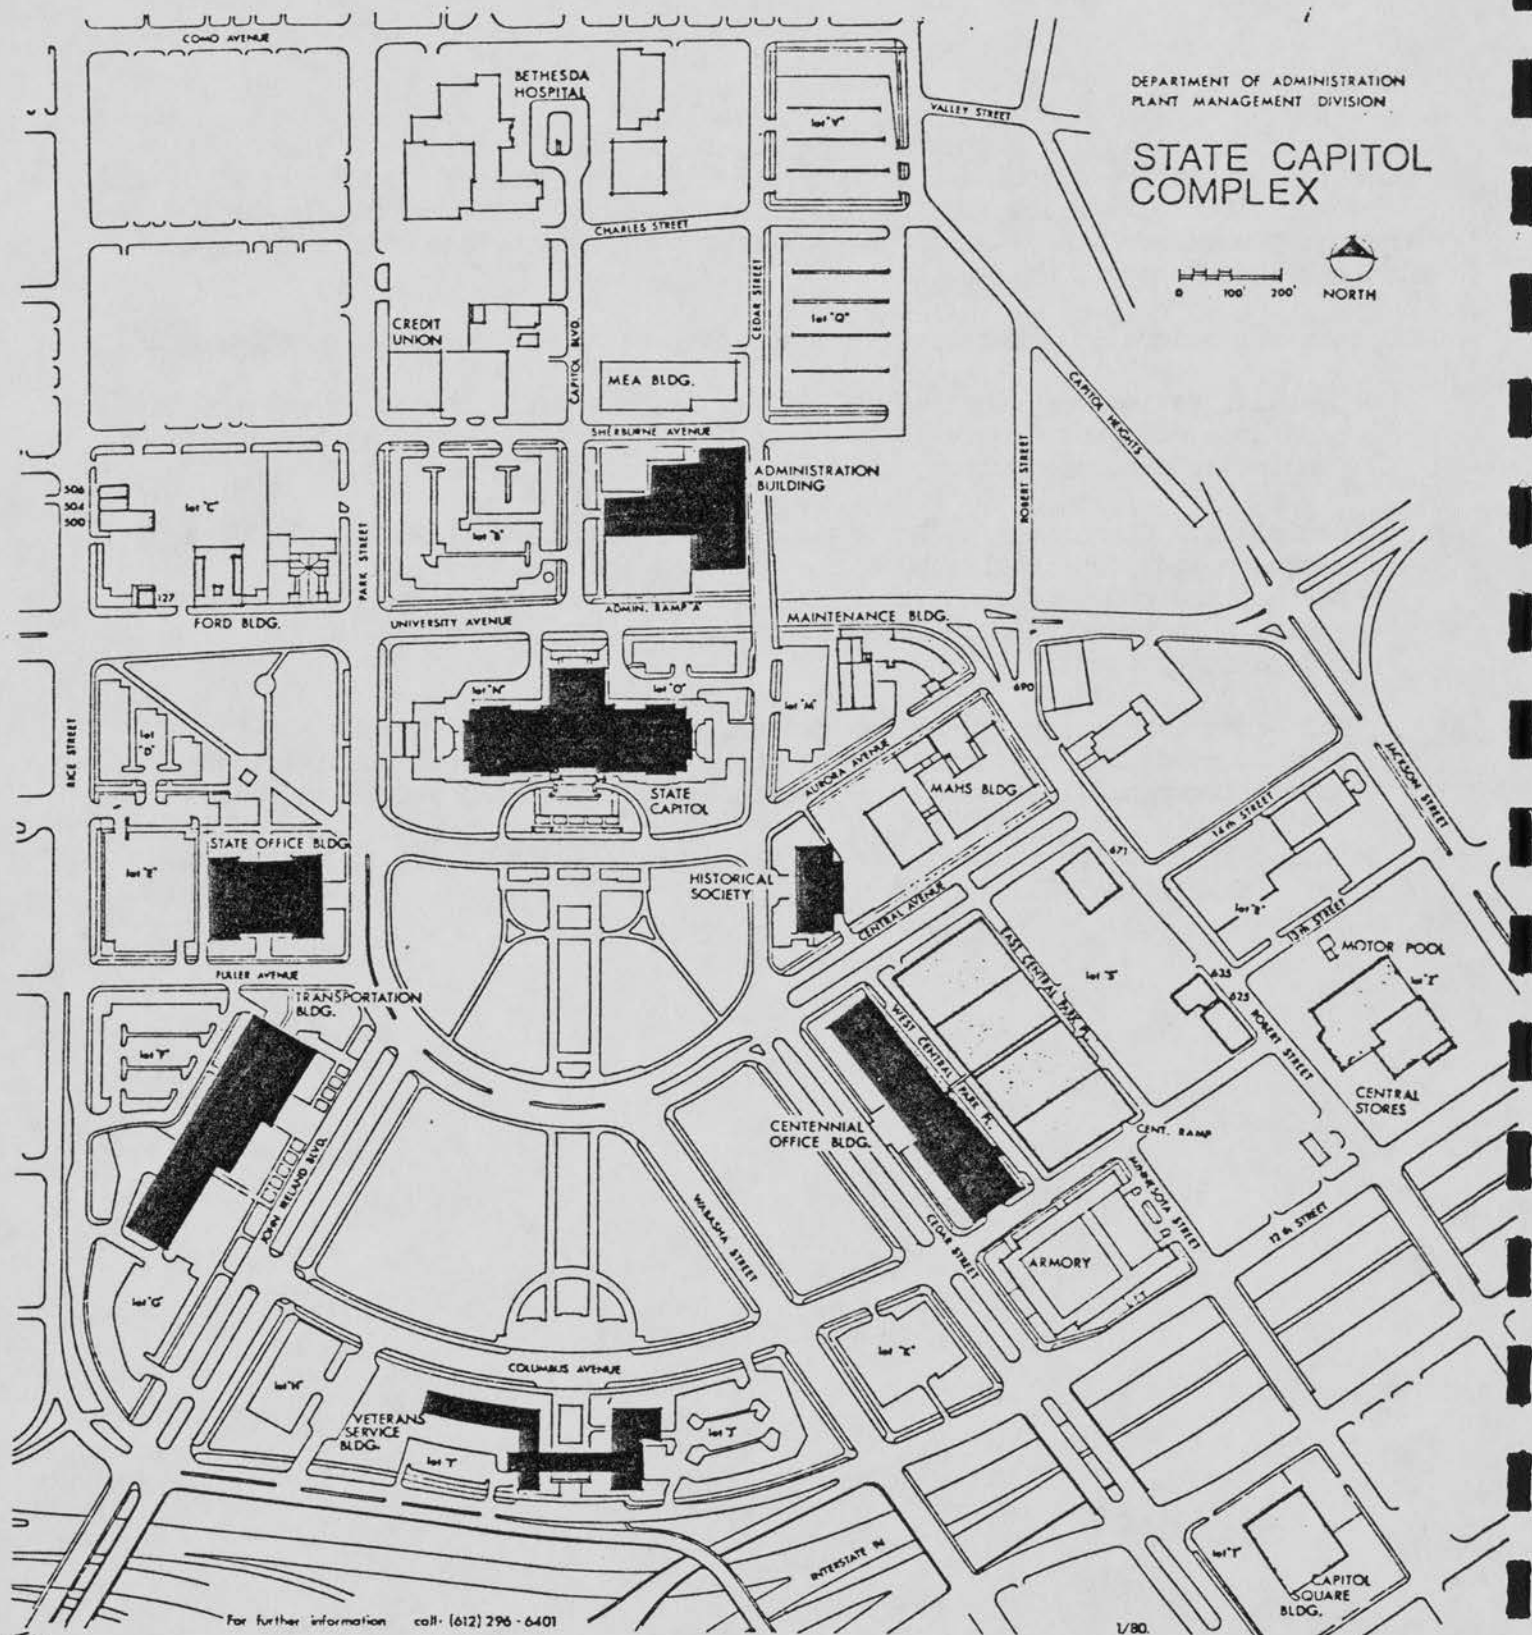 COMO AVENUE
BETHESDA
HOSPITAL
DEPARTMENT OF ADMINISTRATION
PLANT MANAGEMENT DIVISION
STATE CAPITOL
COMPLEX
0 100' 200'
NORTH
lot "V"
VALLEY STREET
CHARLES STREET
CEDAR STREET
lot "Q"
CREDIT
UNION
CAPITOL BLVD.
MEA BLDG.
CAPITOL HEIGHTS
SHERBURNE AVENUE
ADMINISTRATION
BUILDING
ROBERT STREET
506
504
500
lot "C"
lot "B"
PARK STREET
127
FORD BLDG.
UNIVERSITY AVENUE
ADMIN. RAMP "A"
MAINTENANCE BLDG.
690
RICE STREET
lot
"D"
lot "N"
lot "O"
lot "M"
AURORA AVENUE
MAHS BLDG
STATE
CAPITOL
14th STREET
JACKSON STREET
STATE OFFICE BLDG.
lot "E"
HISTORICAL
SOCIETY
CENTRAL AVENUE
671
13th STREET
MOTOR POOL
EAST CENTRAL PARK PL.
lot "S"
635
625
ROBERT STREET
FULLER AVENUE
TRANSPORTATION
BLDG.
lot "F"
WEST CENTRAL PARK PL.
CENTRAL
STORES
CENTENNIAL
OFFICE BLDG.
CENT. RAMP
MINNESOTA STREET
JOHN IRELAND BLVD.
WABASHA STREET
CEDAR STREET
12th STREET
ARMORY
lot "G"
COLUMBUS AVENUE
lot "K"
lot "H"
VETERANS
SERVICE
BLDG.
lot "J"
INTERSTATE 94
CAPITOL
SQUARE
BLDG.
For further information call: (612) 296-6401
1/80.